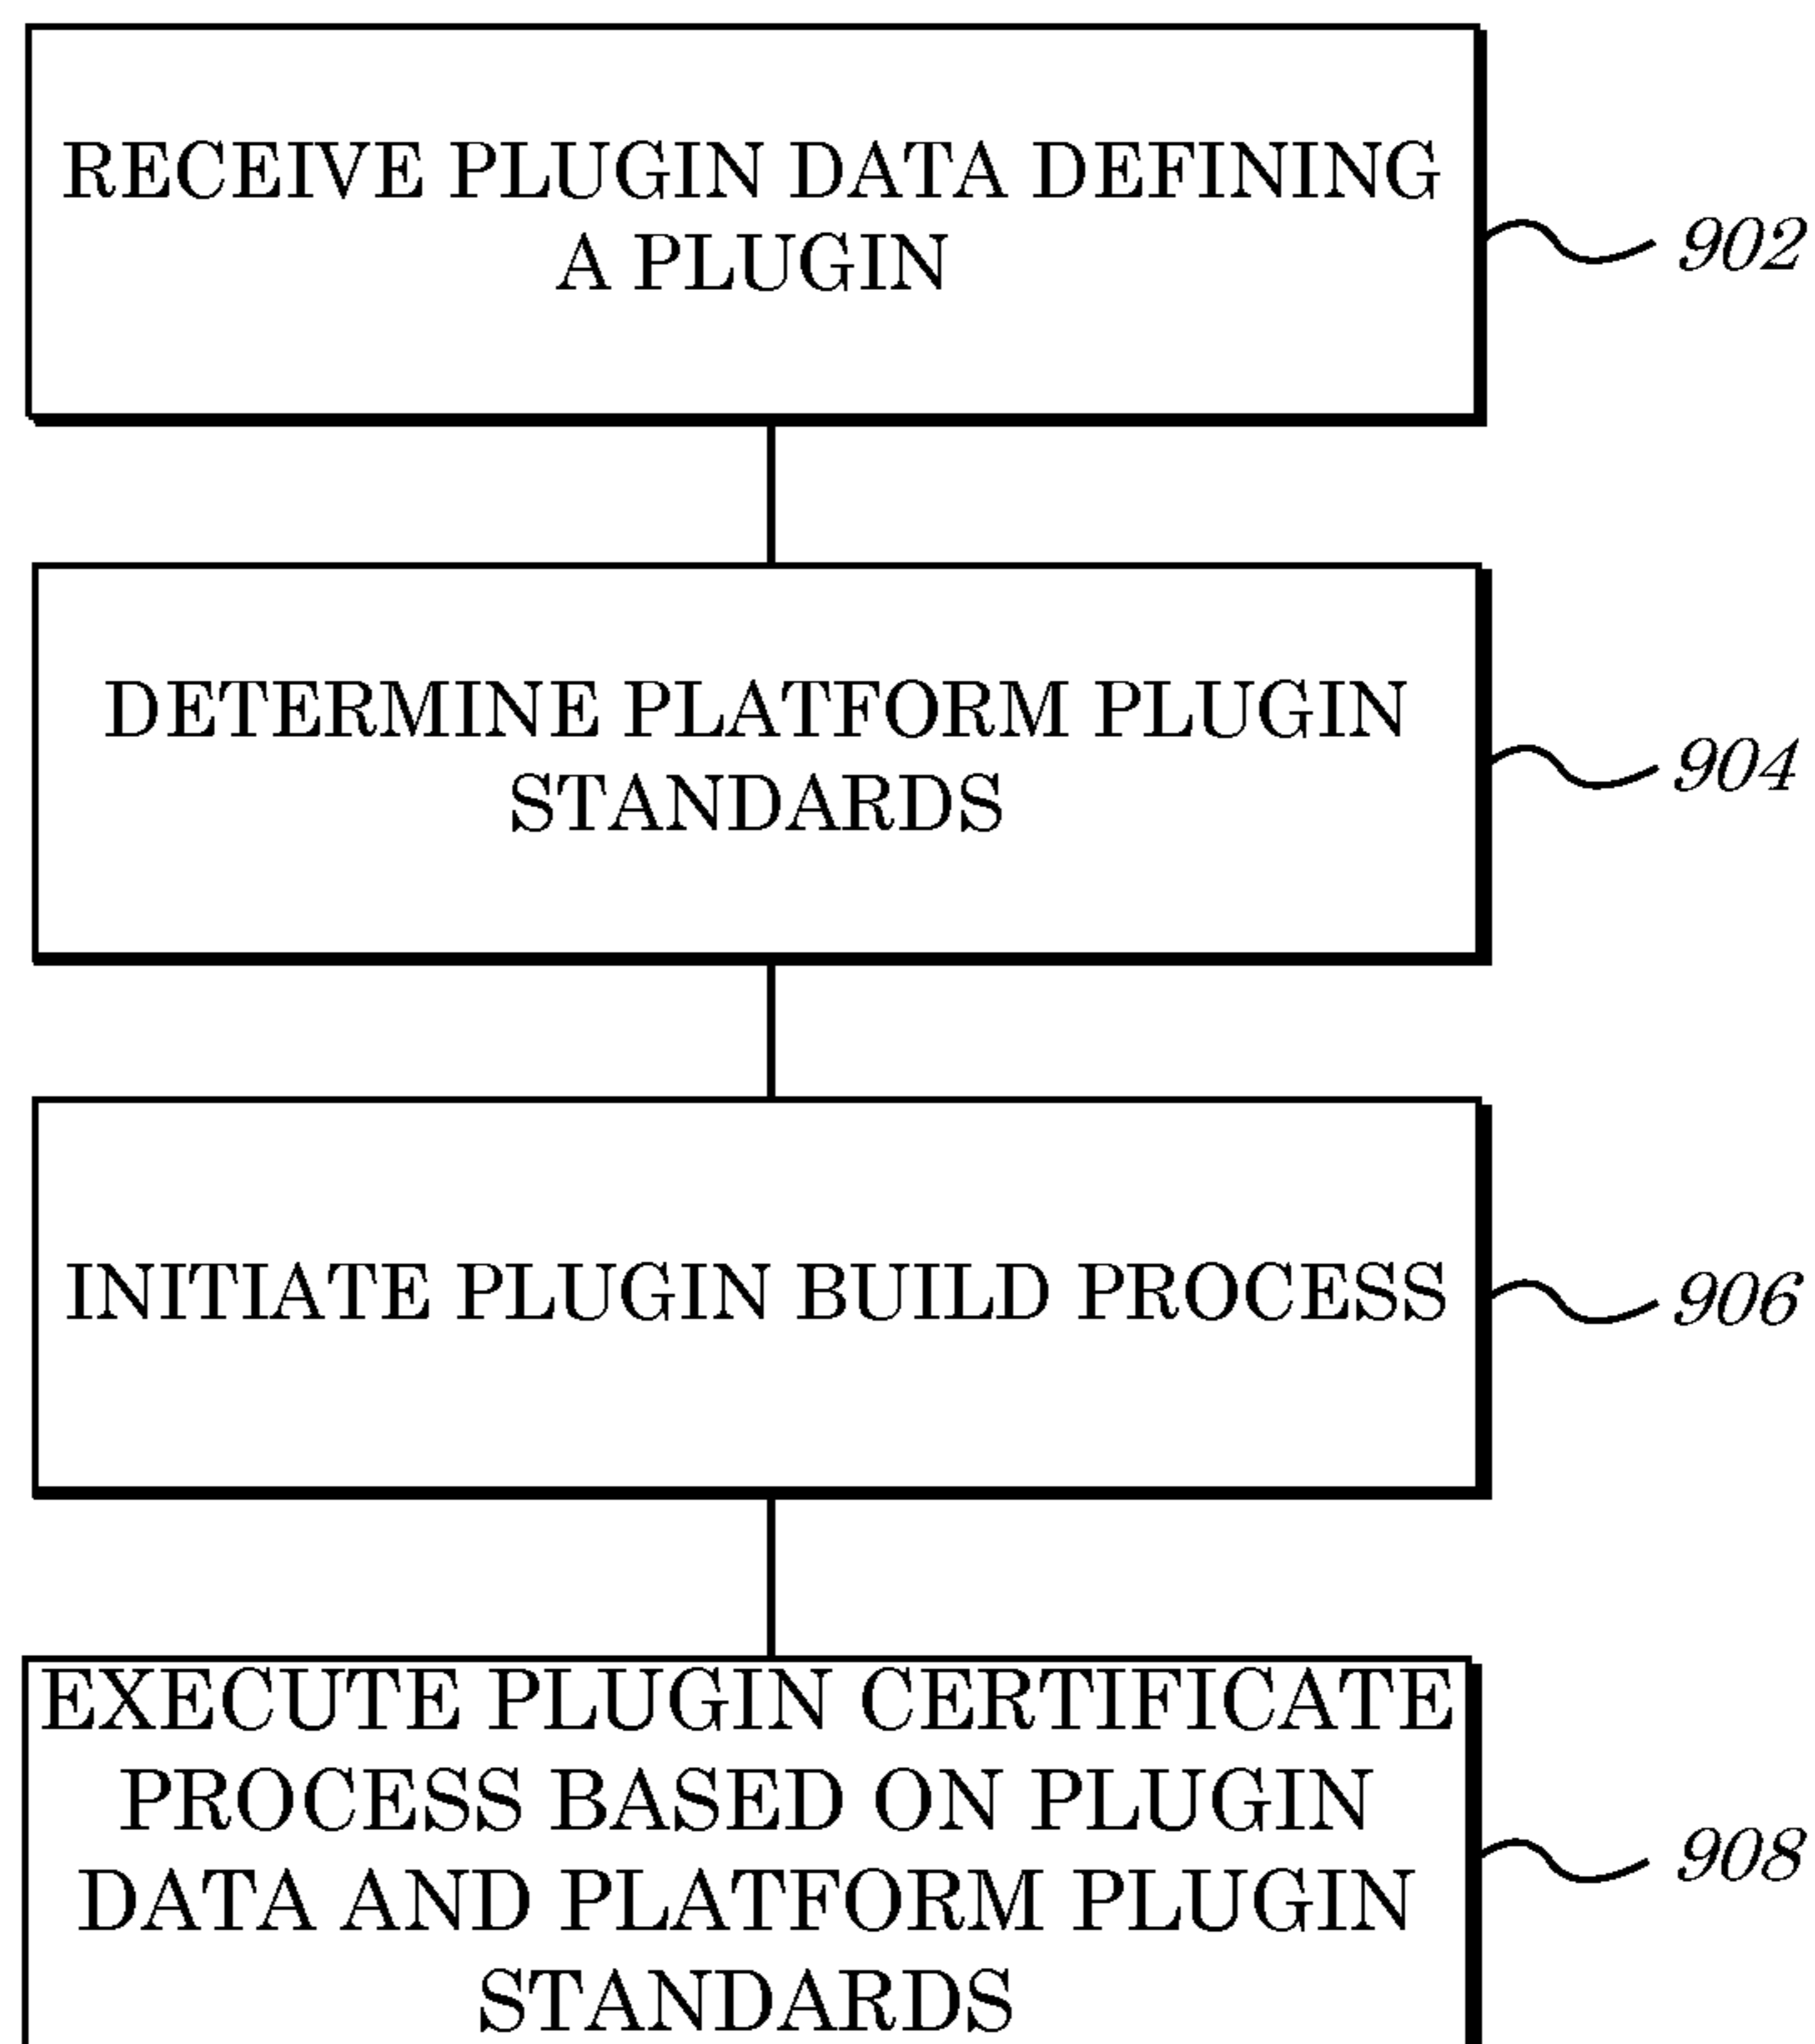 RECEIVE PLUGIN DATA DEFINING
A PLUGIN
902
DETERMINE PLATFORM PLUGIN
STANDARDS
904
INITIATE PLUGIN BUILD PROCESS
906
EXECUTE PLUGIN CERTIFICATE
PROCESS BASED ON PLUGIN
DATA AND PLATFORM PLUGIN
STANDARDS
908